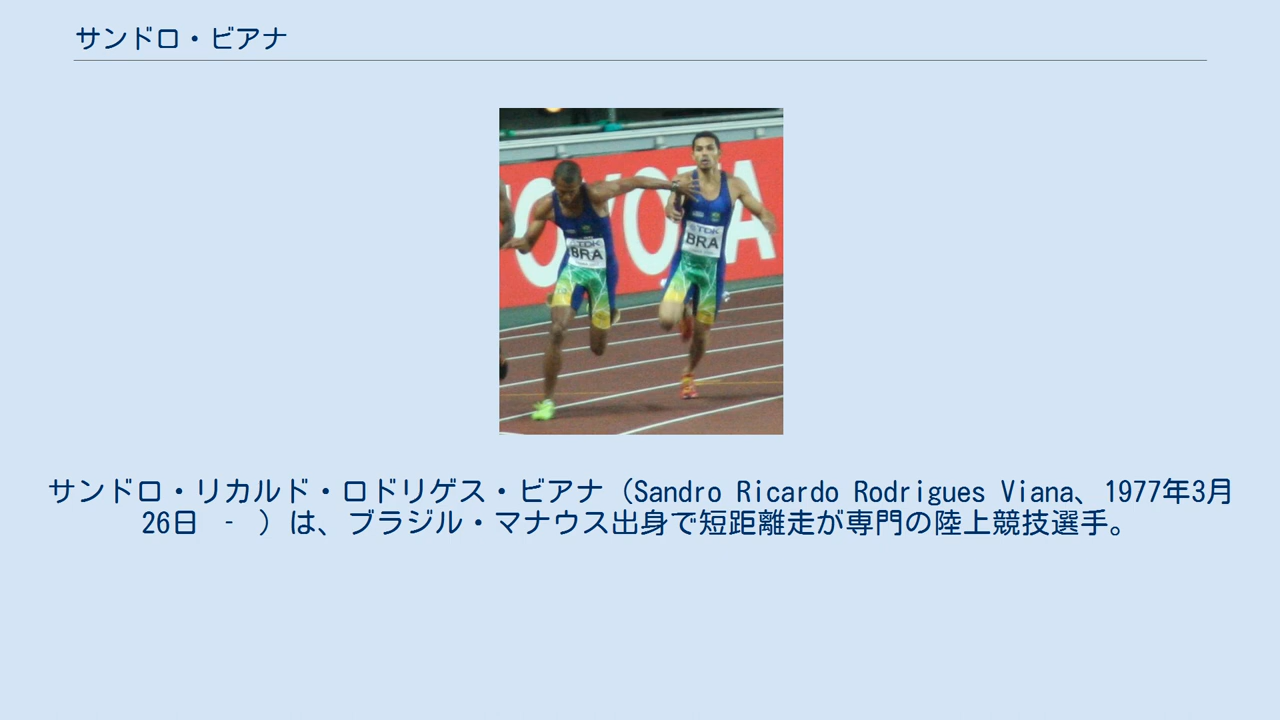 サンドロ・ビアナ
TOYOTA
TDK
BRA
TDK
BRA
サンドロ・リカルド・ロドリゲス・ビアナ（Sandro Ricardo Rodrigues Viana、1977年3月
26日 - ）は、ブラジル・マナウス出身で短距離走が専門の陸上競技選手。